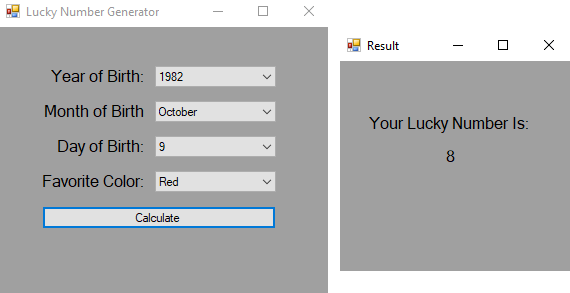 Lucky Number Generator
Year of Birth: 1982
Month of Birth October
Day of Birth: 9
Favorite Color: Red
Calculate
Result
Your Lucky Number Is:
8